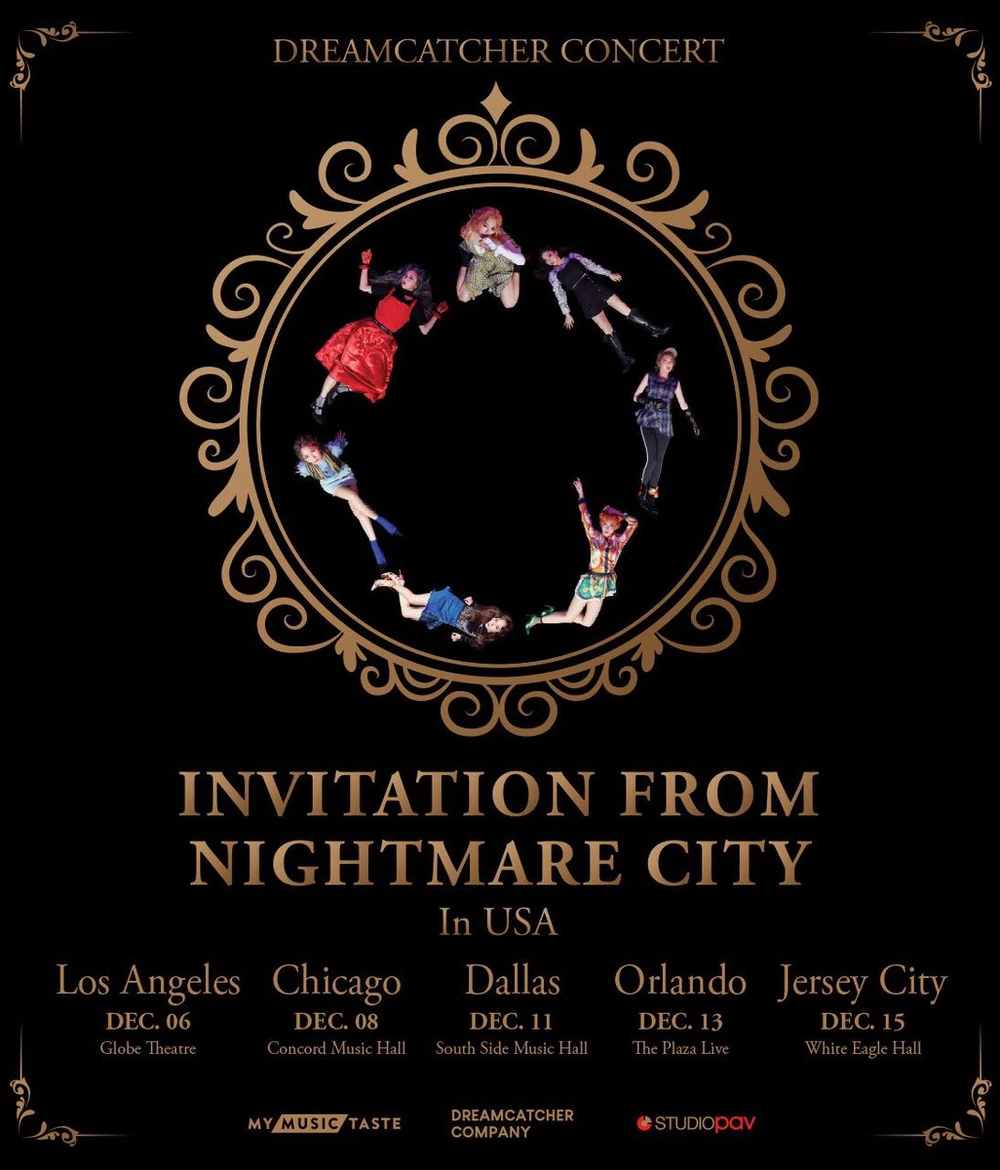 DREAMCATCHER CONCERT
INVITATION FROM
NIGHTMARE CITY
In USA
Los Angeles Chicago Dallas Orlando Jersey City
DEC. 06 DEC. 08 DEC. 11 DEC. 13 DEC. 15
Globe Theatre Concord Music Hall South Side Music Hall The Plaza Live White Eagle Hall
MY MUSIC TASTE DREAMCATCHER STUDIOPAV
COMPANY